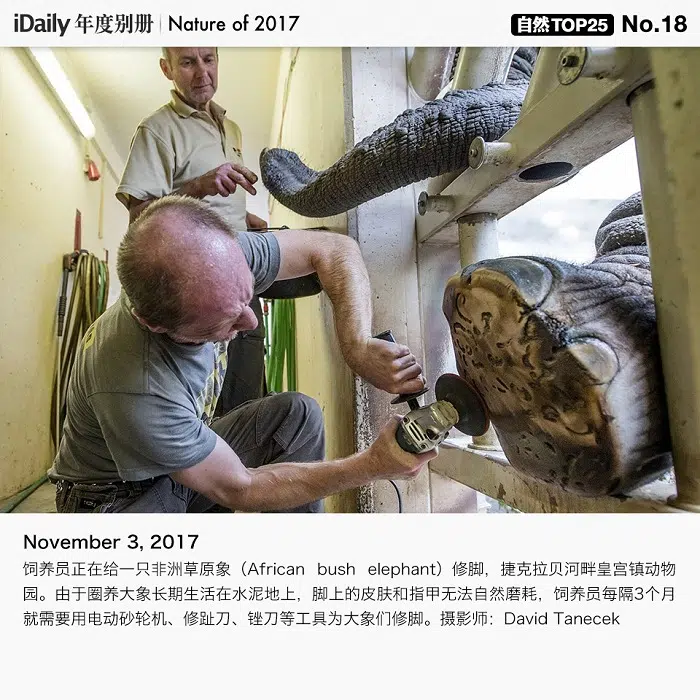 iDaily 年度别册 | Nature of 2017
自然TOP25 No.18
November 3, 2017
饲养员正在给一只非洲草原象（African bush elephant）修脚，捷克拉贝河畔皇宫镇动物
园。由于圈养大象长期生活在水泥地上，脚上的皮肤和指甲无法自然磨耗，饲养员每隔3个月
就需要用电动砂轮机、修趾刀、锉刀等工具为大象们修脚。摄影师：David Tanecek